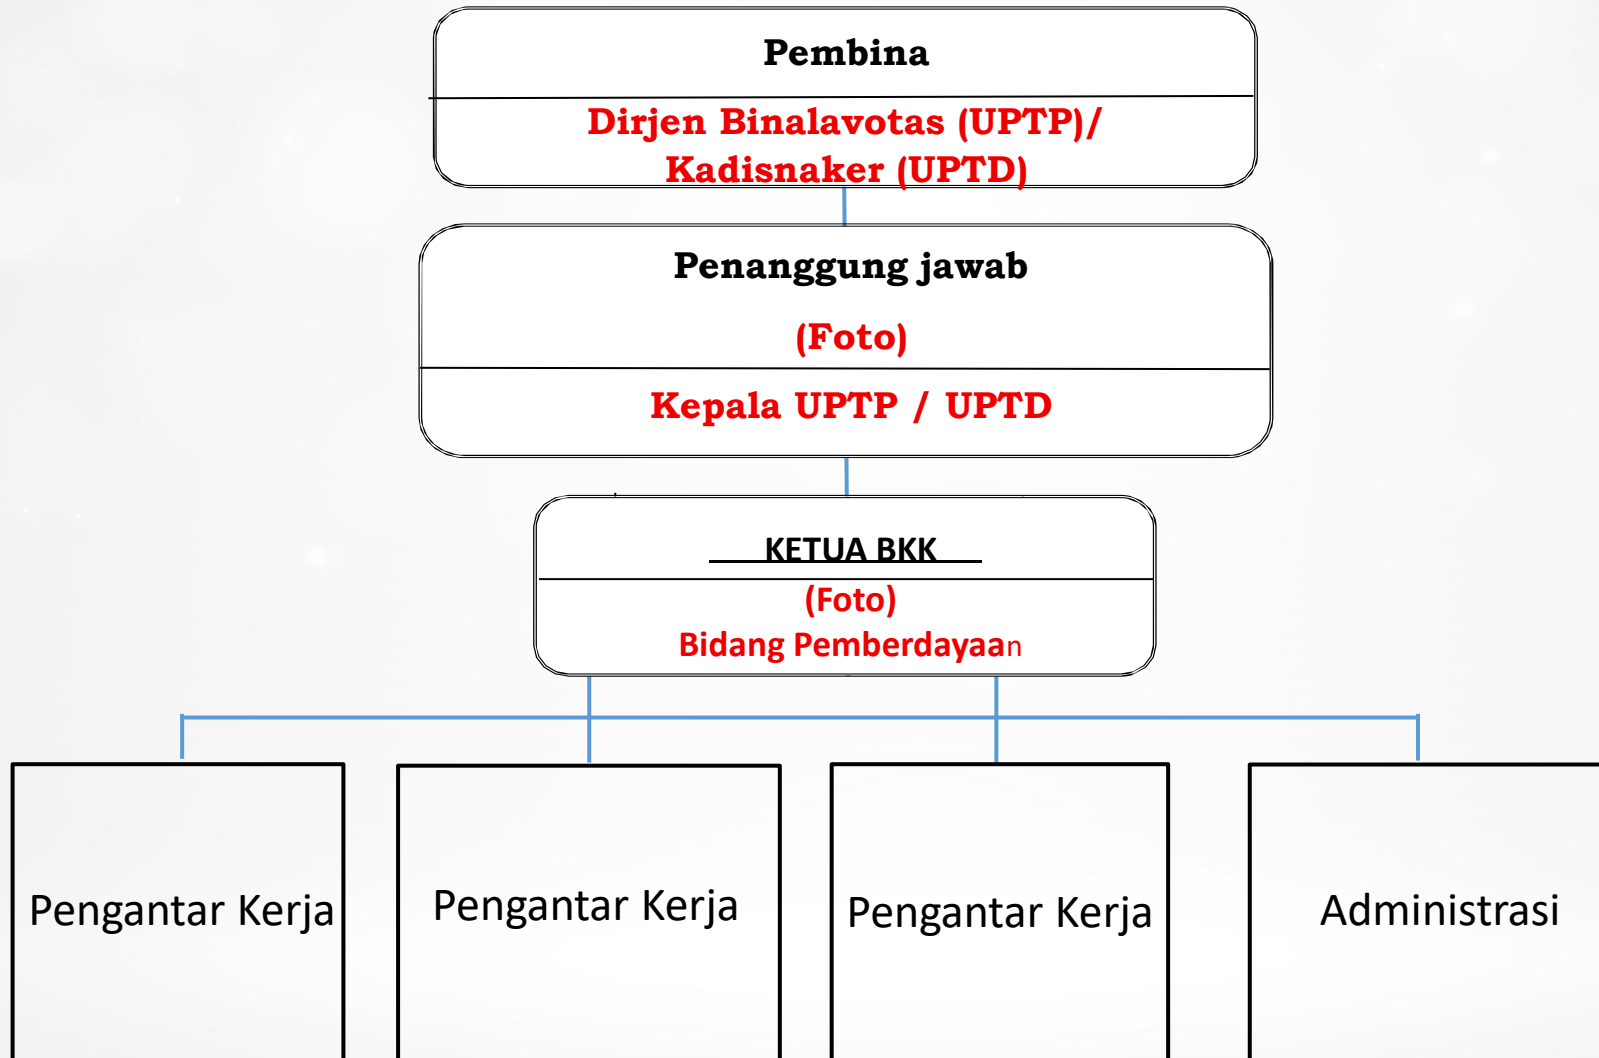 Pembina
Dirjen Binalavotas (UPTP)/
Kadisnaker (UPTD)
Penanggung jawab
(Foto)
Kepala UPTP / UPTD
KETUA BKK
(Foto)
Bidang Pemberdayaan
Pengantar Kerja
Pengantar Kerja
Pengantar Kerja
Administrasi